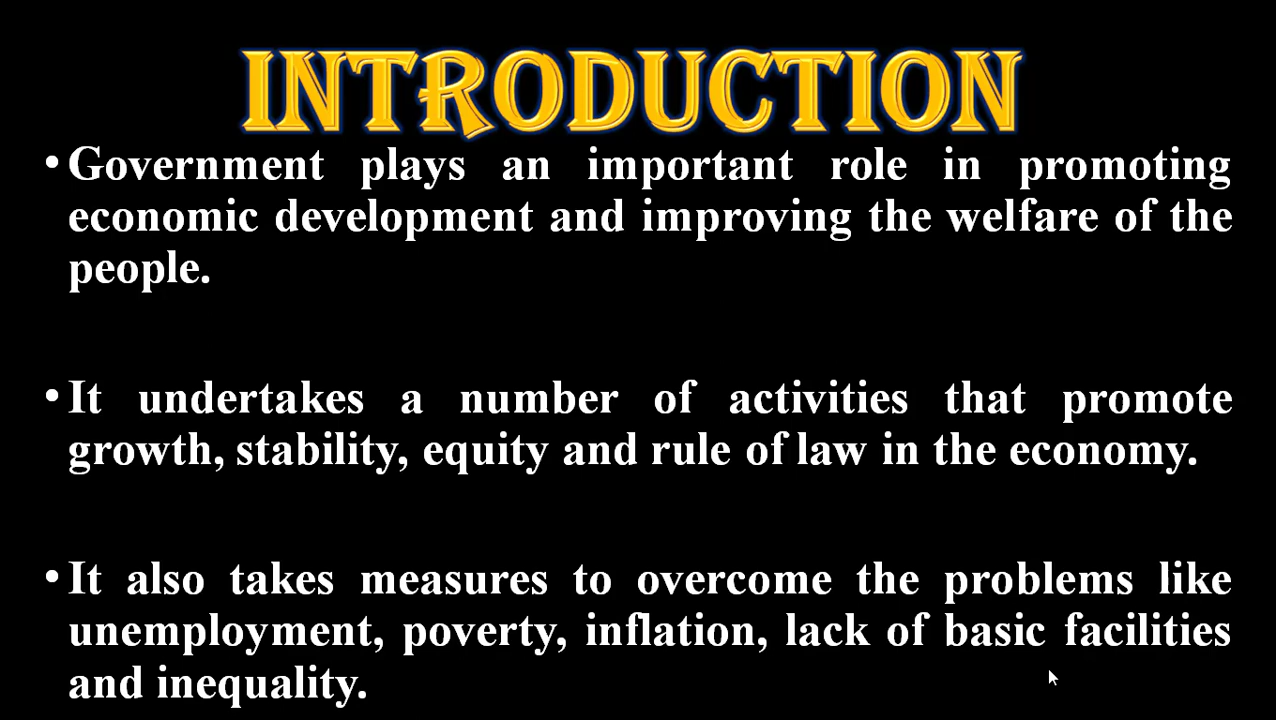 INTRODUCTION
• Government plays an important role in promoting
economic development and improving the welfare of the
people.
• It undertakes a number of activities that promote
growth, stability, equity and rule of law in the economy.
• It also takes measures to overcome the problems like
unemployment, poverty, inflation, lack of basic facilities
and inequality.